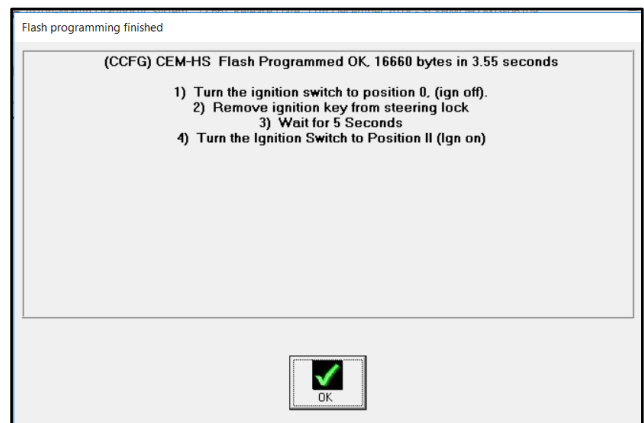 Flash programming finished
(CCFG) CEM-HS Flash Programmed OK, 16660 bytes in 3.55 seconds
1) Turn the ignition switch to position 0, (ign off).
2) Remove ignition key from steering lock
3) Wait for 5 Seconds
4) Turn the Ignition Switch to Position II (Ign on)
OK